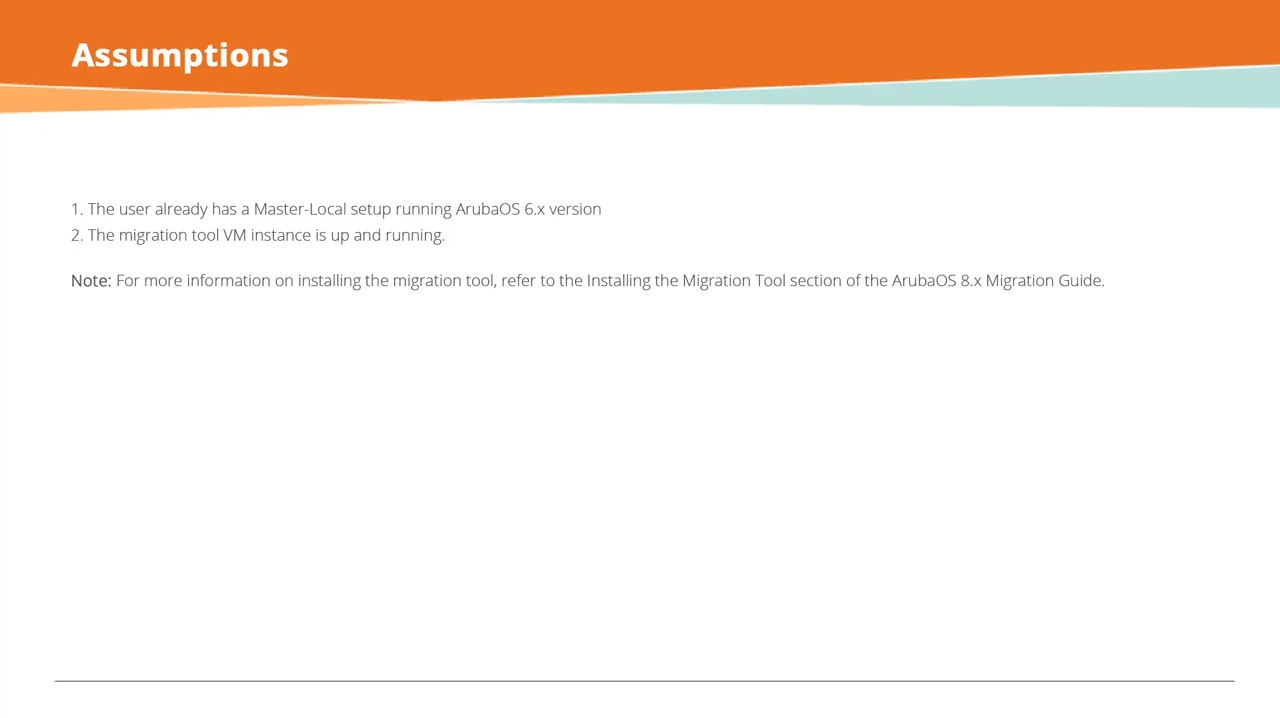 Assumptions
1. The user already has a Master-Local setup running ArubaOS 6.x version
2. The migration tool VM instance is up and running.
Note: For more information on installing the migration tool, refer to the Installing the Migration Tool section of the ArubaOS 8.x Migration Guide.